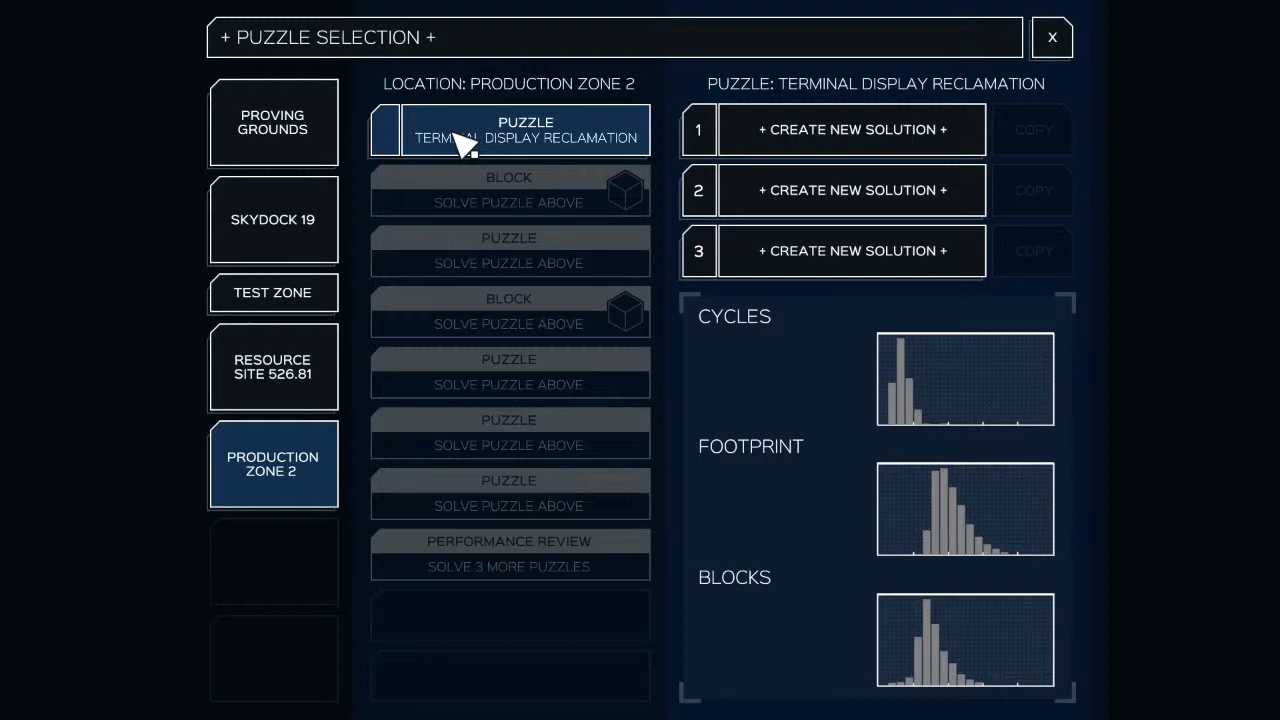 + PUZZLE SELECTION +
X
PROVING
GROUNDS
SKYDOCK 19
TEST ZONE
RESOURCE
SITE 526.81
PRODUCTION
ZONE 2
LOCATION: PRODUCTION ZONE 2
PUZZLE
TERMINAL DISPLAY RECLAMATION
BLOCK
SOLVE PUZZLE ABOVE
PUZZLE
SOLVE PUZZLE ABOVE
BLOCK
SOLVE PUZZLE ABOVE
PUZZLE
SOLVE PUZZLE ABOVE
PUZZLE
SOLVE PUZZLE ABOVE
PUZZLE
SOLVE PUZZLE ABOVE
PERFORMANCE REVIEW
SOLVE 3 MORE PUZZLES
PUZZLE: TERMINAL DISPLAY RECLAMATION
1
+ CREATE NEW SOLUTION +
COPY
2
+ CREATE NEW SOLUTION +
COPY
3
+ CREATE NEW SOLUTION +
COPY
CYCLES
FOOTPRINT
BLOCKS